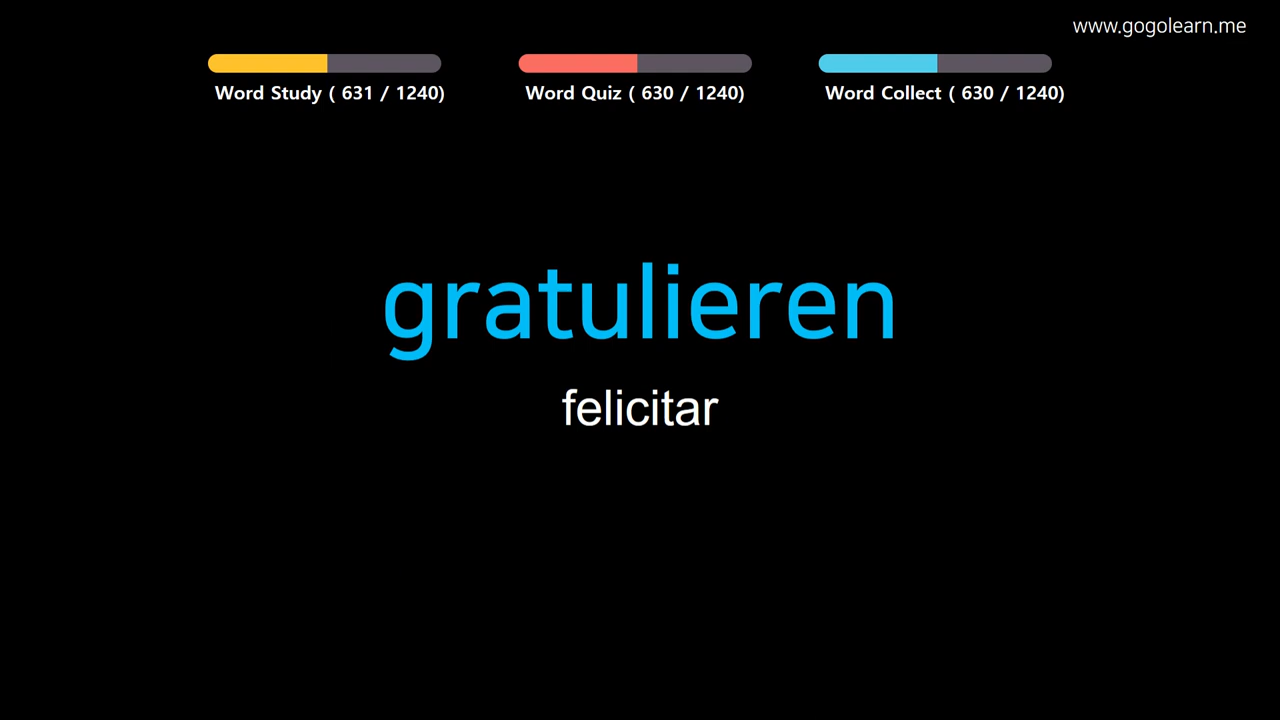 www.gogolearn.me
Word Study ( 631 / 1240)
Word Quiz ( 630 / 1240)
Word Collect ( 630 / 1240)
gratulieren
felicitar